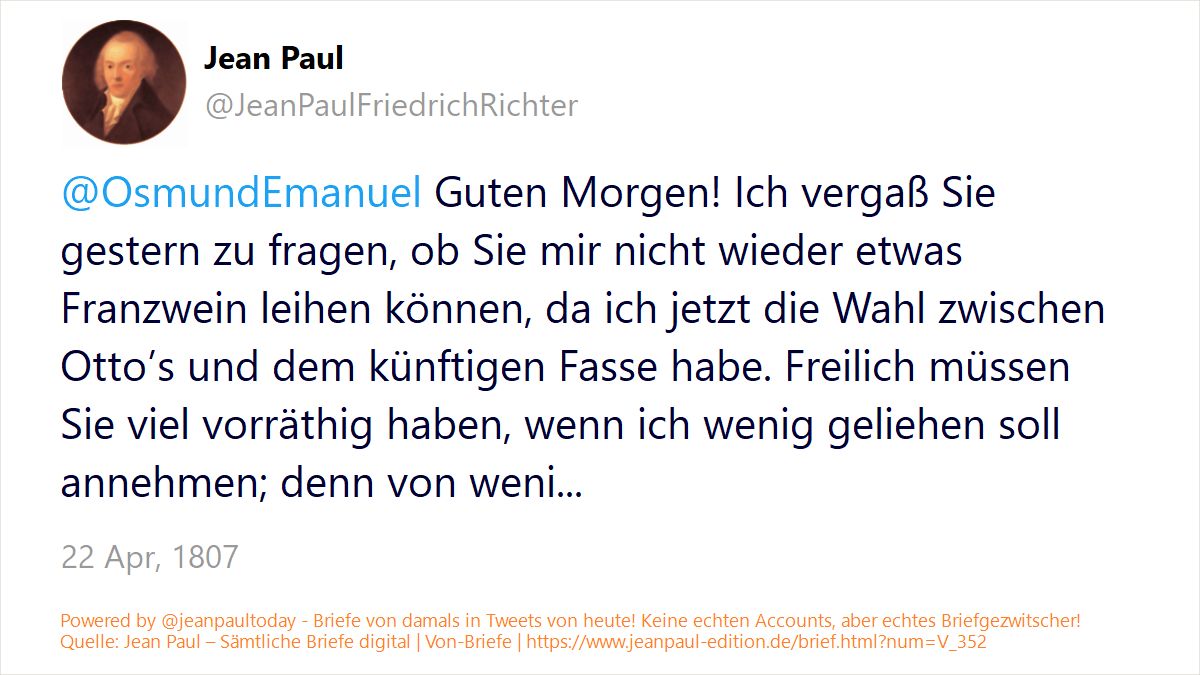 Jean Paul
@JeanPaulFriedrichRichter
@OsmundEmanuel Guten Morgen! Ich vergaß Sie
gestern zu fragen, ob Sie mir nicht wieder etwas
Franzwein leihen können, da ich jetzt die Wahl zwischen
Otto’s und dem künftigen Fasse habe. Freilich müssen
Sie viel vorräthig haben, wenn ich wenig geliehen soll
annehmen; denn von weni...
22 Apr, 1807
Powered by @jeanpaultoday - Briefe von damals in Tweets von heute! Keine echten Accounts, aber echtes Briefgezwitscher!
Quelle: Jean Paul – Sämtliche Briefe digital | Von-Briefe | https://www.jeanpaul-edition.de/brief.html?num=V_352